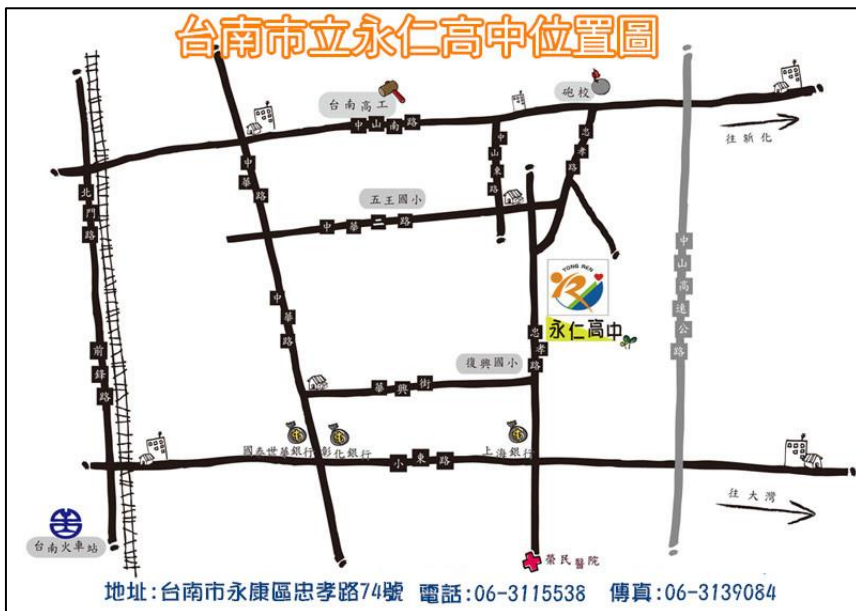 台南市立永仁高中位置圖
台南高工
砲校
中山南路
往新化
北門路
中華路
中山東路
忠孝路
五王國小
中華二路
YONG REN
永仁高中
中山高速公路
中華路
忠孝路
前鋒路
復興國小
華興街
國泰世華銀行
彰化銀行
上海銀行
小東路
往大灣
台南火車站
榮民醫院
地址:台南市永康區忠孝路74號 電話:06-3115538 傳真:06-3139084